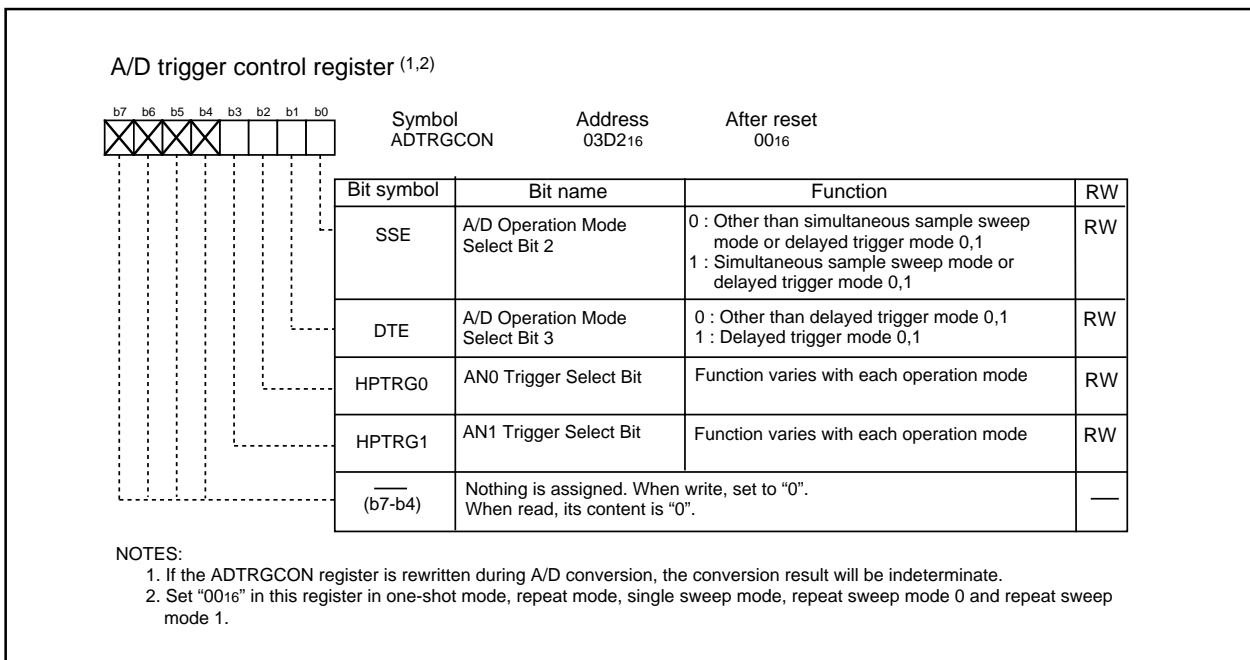 A/D trigger control register (1,2)
b7 b6 b5 b4 b3 b2 b1 b0
Symbol Address After reset
ADTRGCON 03D216 0016
Bit symbol Bit name Function RW
SSE A/D Operation Mode Select Bit 2 0 : Other than simultaneous sample sweep mode or delayed trigger mode 0,1 RW
1 : Simultaneous sample sweep mode or delayed trigger mode 0,1
DTE A/D Operation Mode Select Bit 3 0 : Other than delayed trigger mode 0,1 RW
1 : Delayed trigger mode 0,1
HPTRG0 AN0 Trigger Select Bit Function varies with each operation mode RW
HPTRG1 AN1 Trigger Select Bit Function varies with each operation mode RW
(b7-b4) Nothing is assigned. When write, set to “0”.
When read, its content is “0”.
NOTES:
1. If the ADTRGCON register is rewritten during A/D conversion, the conversion result will be indeterminate.
2. Set “0016” in this register in one-shot mode, repeat mode, single sweep mode, repeat sweep mode 0 and repeat sweep
mode 1.